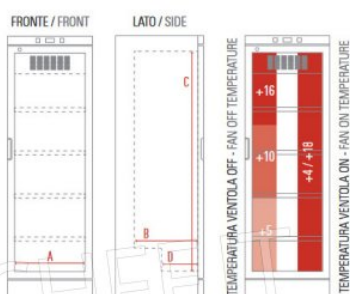 FRONTE / FRONT
LATO / SIDE
C
B
D
A
TEMPERATURA VENTOLA OFF - FAN OFF TEMPERATURE
+16
+10
+5
+4 / +18
TEMPERATURA VENTOLA ON - FAN ON TEMPERATURE